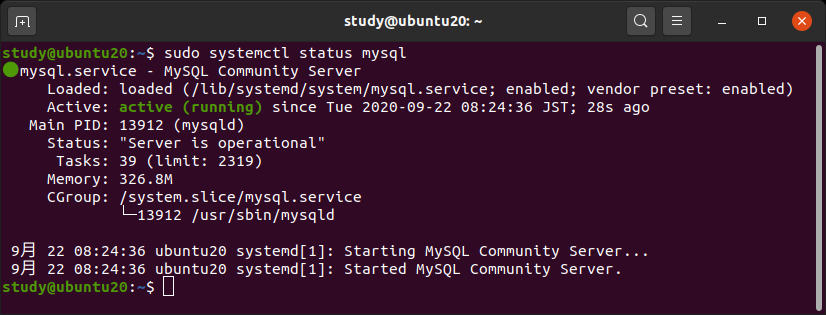 study@ubuntu20: ~
study@ubuntu20:~$ sudo systemctl status mysql
●mysql.service - MySQL Community Server
     Loaded: loaded (/lib/systemd/system/mysql.service; enabled; vendor preset: enabled)
     Active: active (running) since Tue 2020-09-22 08:24:36 JST; 28s ago
   Main PID: 13912 (mysqld)
     Status: "Server is operational"
      Tasks: 39 (limit: 2319)
     Memory: 326.8M
     CGroup: /system.slice/mysql.service
             └─13912 /usr/sbin/mysqld
 9月 22 08:24:36 ubuntu20 systemd[1]: Starting MySQL Community Server...
 9月 22 08:24:36 ubuntu20 systemd[1]: Started MySQL Community Server.
study@ubuntu20:~$